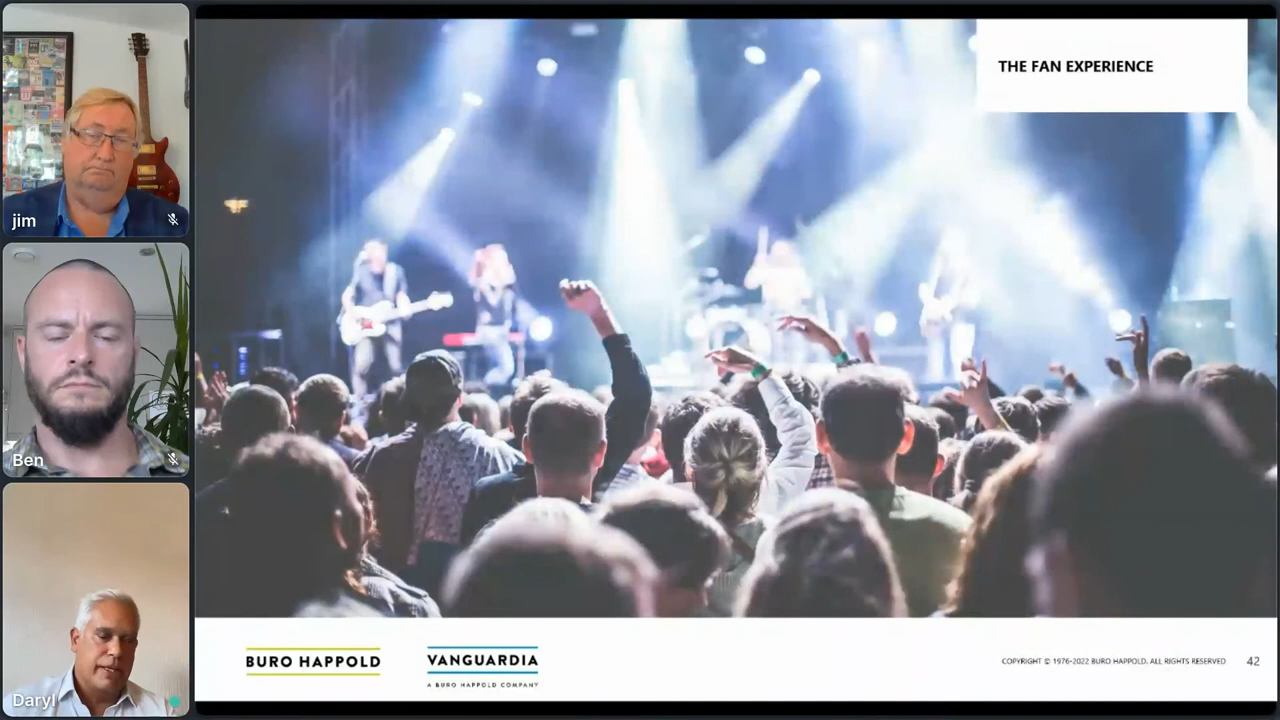 THE FAN EXPERIENCE
jim
Ben
Daryl
BURO HAPPOLD
VANGUARDIA
A BURO HAPPOLD COMPANY
COPYRIGHT © 1976-2022 BURO HAPPOLD. ALL RIGHTS RESERVED
42